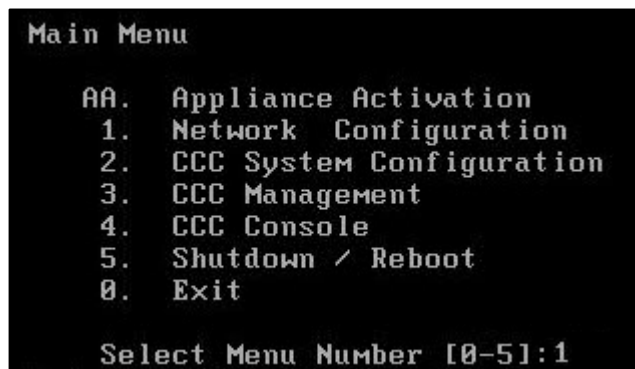 Main Menu
AA. Appliance Activation
1. Network Configuration
2. CCC System Configuration
3. CCC Management
4. CCC Console
5. Shutdown / Reboot
0. Exit
Select Menu Number [0-5]:1